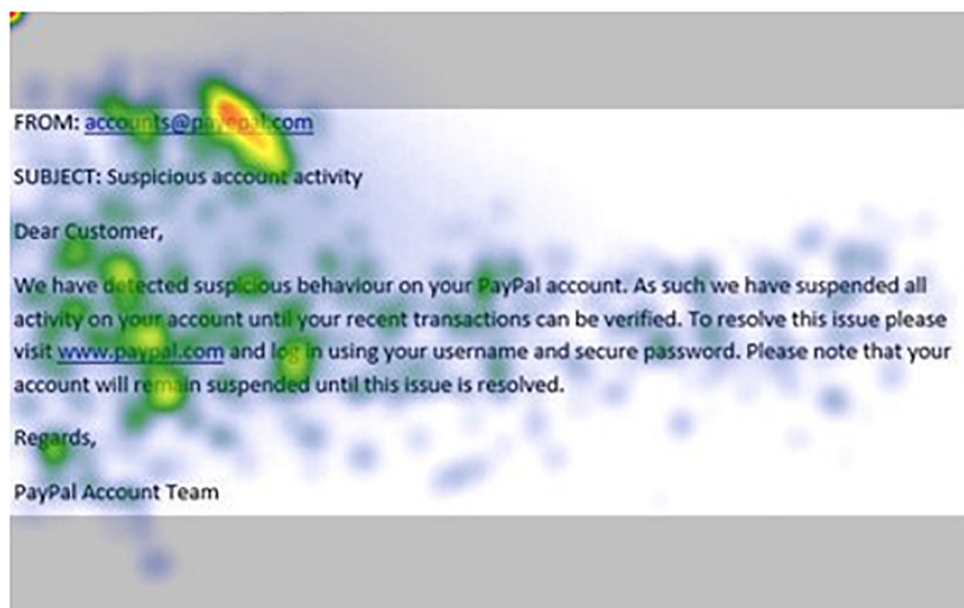 FROM: accounts@payepal.com
SUBJECT: Suspicious account activity
Dear Customer,
We have detected suspicious behaviour on your PayPal account. As such we have suspended all
activity on your account until your recent transactions can be verified. To resolve this issue please
visit www.paypal.com and log in using your username and secure password. Please note that your
account will remain suspended until this issue is resolved.
Regards,
PayPal Account Team